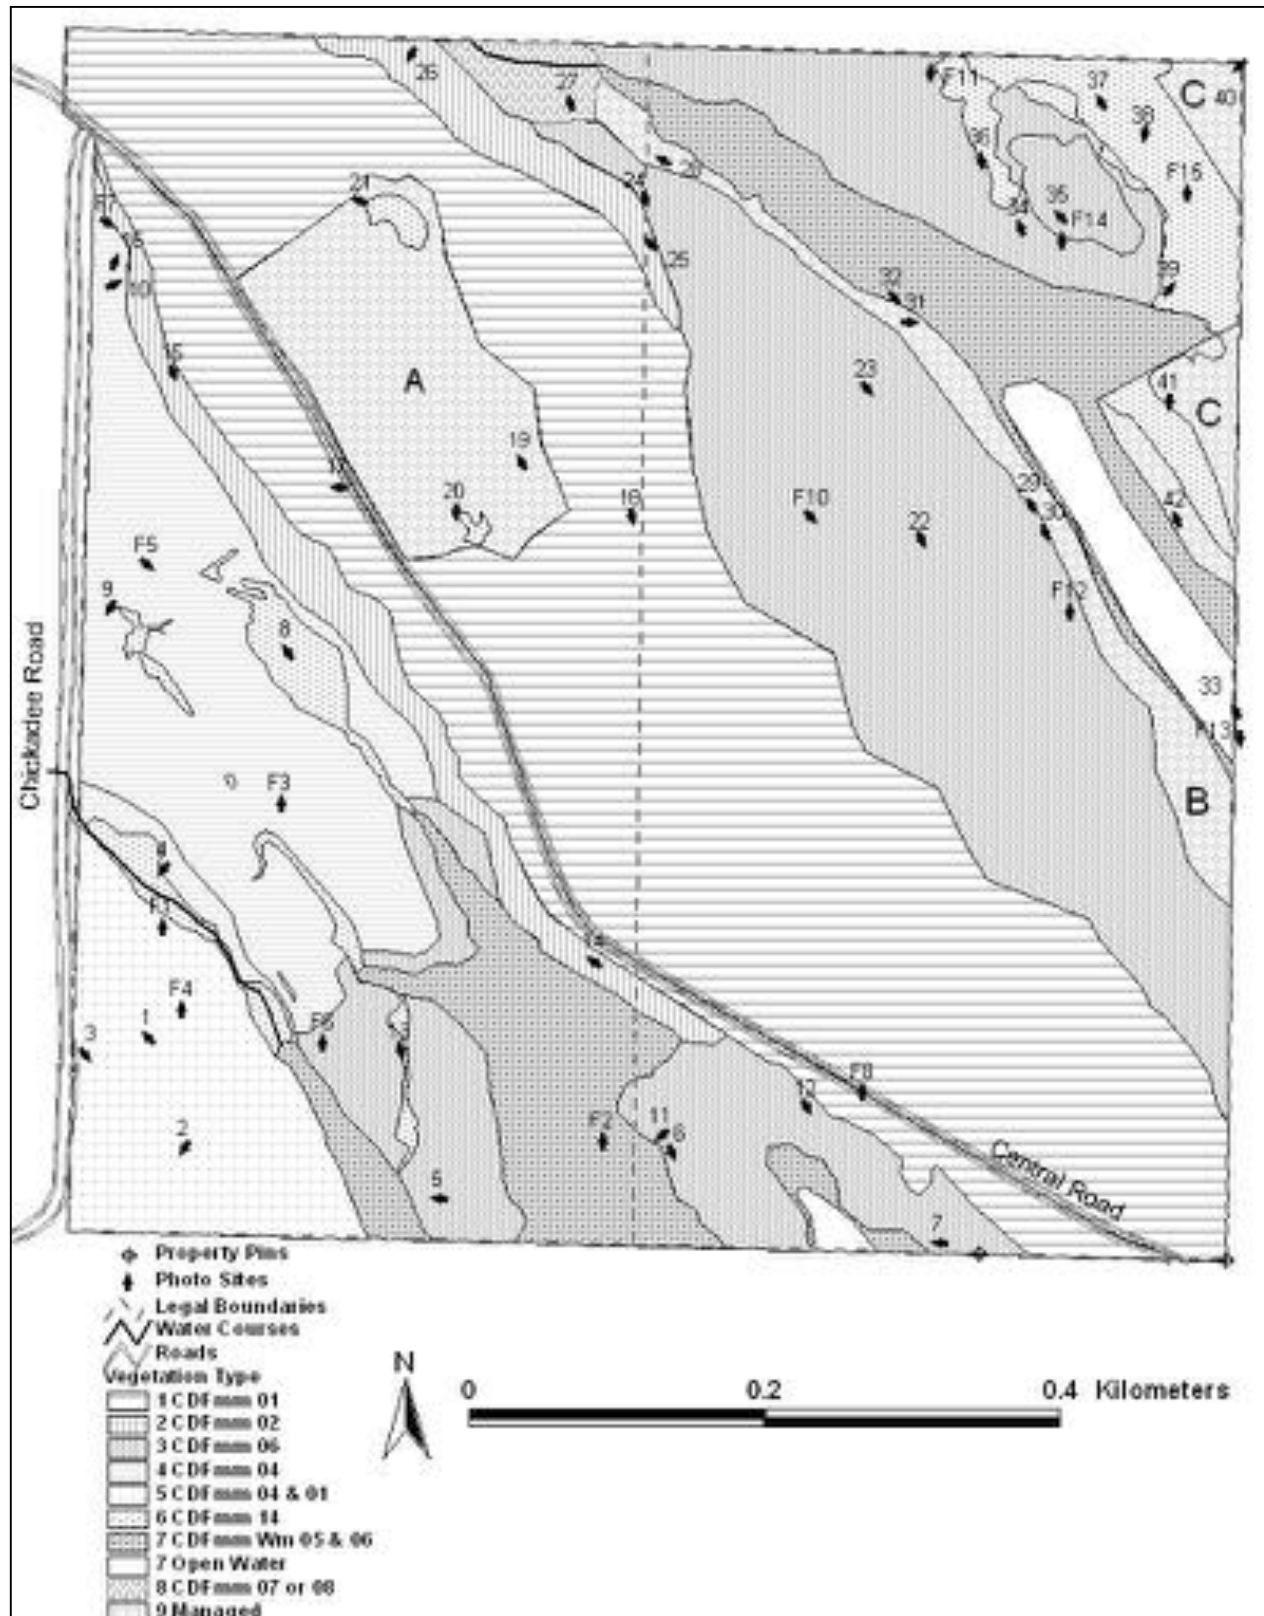 26
27
F11
37
38
C 40
36
28
24
F15
21
35
34
F14
25
39
32
31
15
23
41
A
C
19
17
20
18
F10
22
29
30
42
F5
9
F12
8
33
F13
Chickadee Road
F3
B
4
F1
F4
1
3
F8
2
F2
11
6
5
7
Central Road
Property Pins
Photo Sites
Legal Boundaries
Water Courses
Roads
Vegetation Type
1 CDFmm 01
2 CDFmm 02
3 CDFmm 06
4 CDFmm 04
5 CDFmm 04 & 01
6 CDFmm 14
7 CDFmm Wm 05 & 06
7 Open Water
8 CDFmm 07 or 08
9 Managed
N
0 0.2 0.4 Kilometers